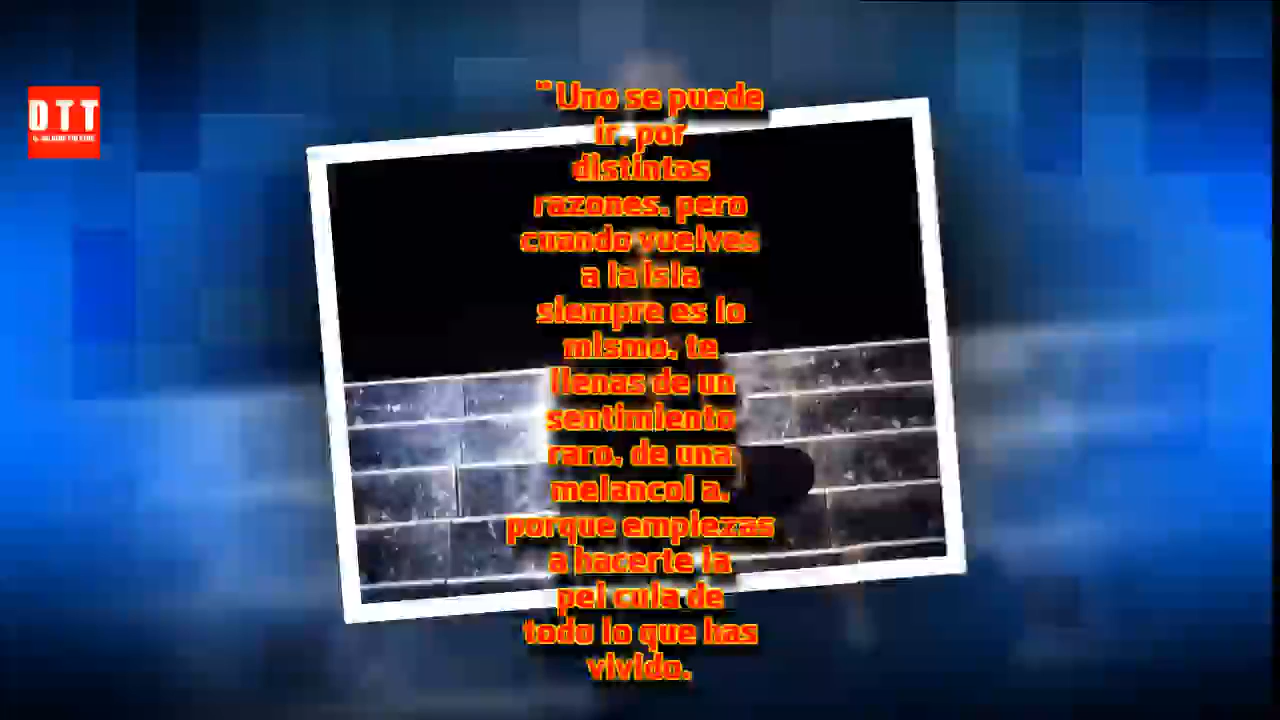 DTT
"Uno se puede
ir, por
distintas
razones, pero
cuando vuelves
a la isla
siempre es lo
mismo, te
llenas de un
sentimiento
raro, de una
melancol a,
porque empiezas
a hacerte la
pel cula de
todo lo que has
vivido.